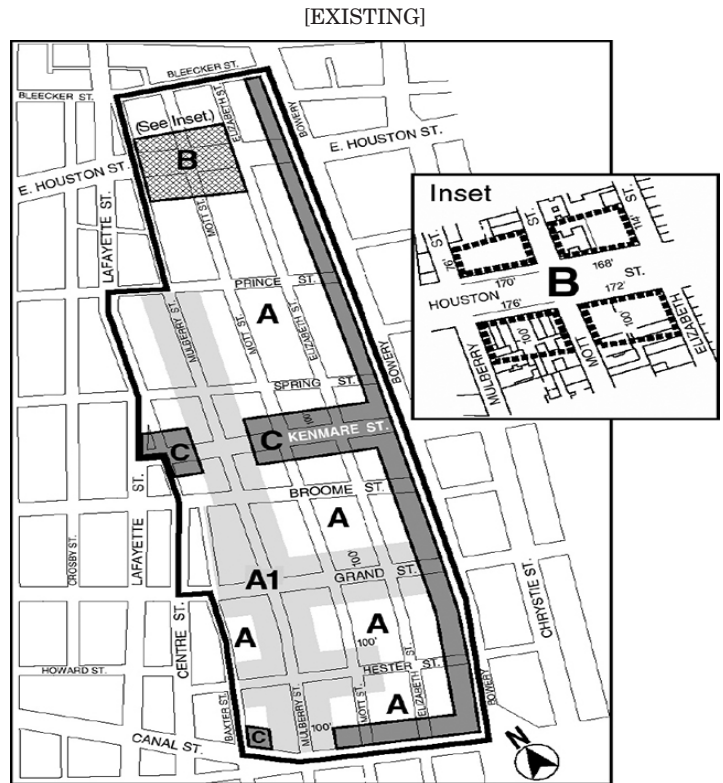 [EXISTING]
BLEECKER ST.
BLEECKER ST.
(See Inset.)
ELIZABETH ST.
BOWERY
E. HOUSTON ST.
E. HOUSTON ST.
B
MOTT ST.
LAFAYETTE ST.
PRINCE ST.
A
MULBERRY ST.
MOTT ST.
ELIZABETH ST.
SPRING ST.
BOWERY
100'
C
C
KENMARE ST.
BROOME ST.
A
LAFAYETTE ST.
CROSBY ST.
100'
A1
GRAND ST.
CHRYSTIE ST.
CENTRE ST.
A
A
100'
HOWARD ST.
HESTER ST.
BAXTER ST.
MULBERRY ST.
MOTT ST.
ELIZABETH ST.
A
BOWERY
100'
C
CANAL ST.
N
Inset
ST.
ST.
ST.
76'
114'
170'
168'
HOUSTON
B
ST.
176'
172'
100'
100'
MULBERRY
MOTT
ELIZABETH